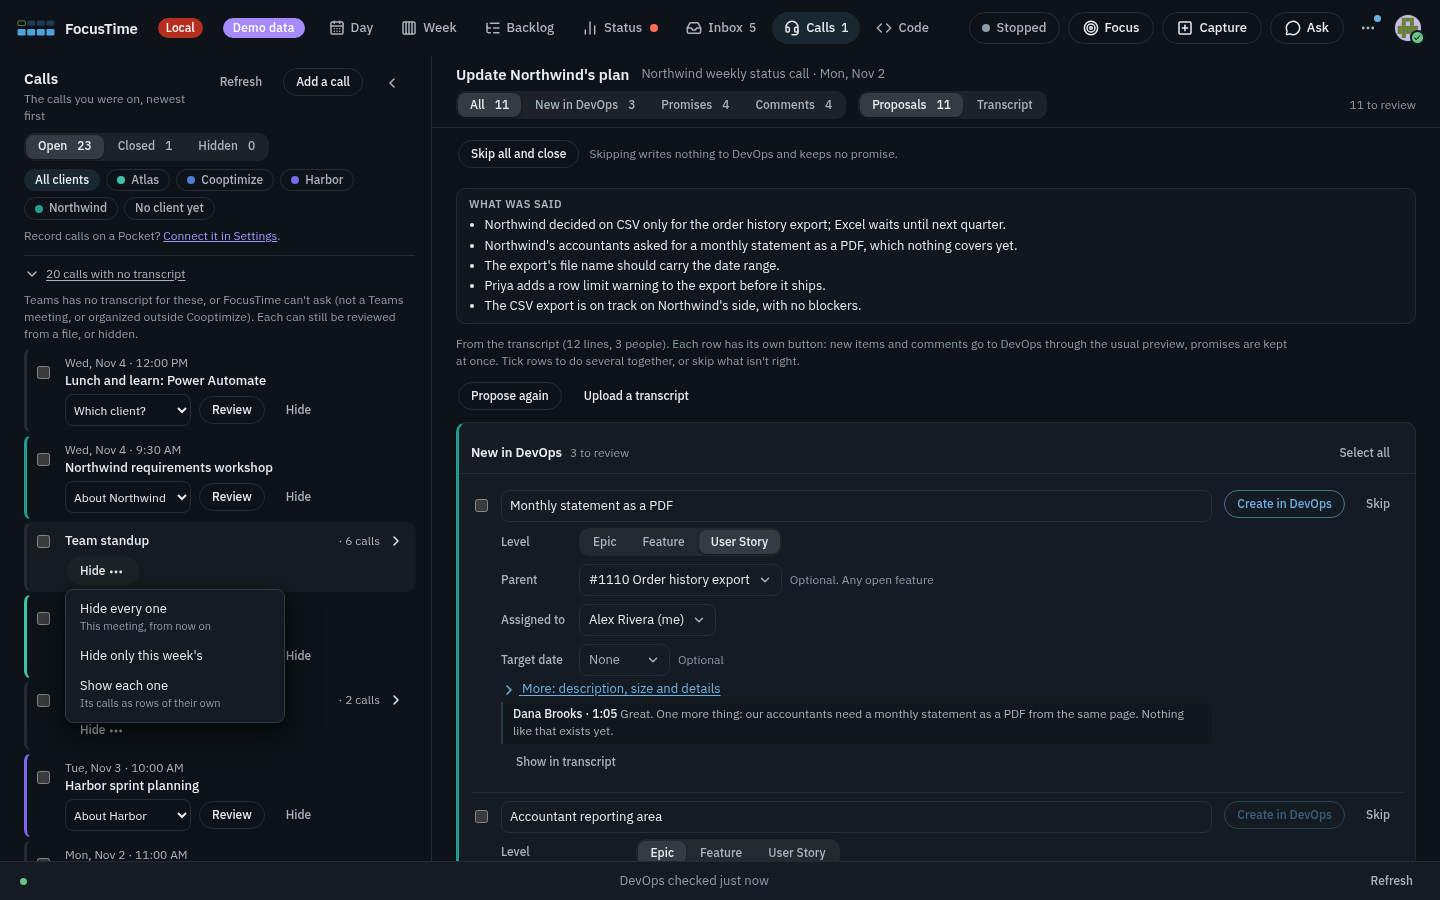 FocusTime Local Demo data Day Week Backlog Status Inbox 5 Calls 1 Code Stopped Focus Capture Ask
Calls Refresh Add a call
The calls you were on, newest
first
Open 23 Closed 1 Hidden 0
All clients Atlas Cooptimize Harbor
Northwind No client yet
Record calls on a Pocket? Connect it in Settings.
20 calls with no transcript
Teams has no transcript for these, or FocusTime can't ask (not a Teams
meeting, or organized outside Cooptimize). Each can still be reviewed
from a file, or hidden.
Wed, Nov 4 · 12:00 PM
Lunch and learn: Power Automate
Which client? Review Hide
Wed, Nov 4 · 9:30 AM
Northwind requirements workshop
About Northwind Review Hide
Team standup · 6 calls
Hide •••
Hide every one
This meeting, from now on
Hide only this week's
Hide
Show each one
Its calls as rows of their own
· 2 calls
Hide •••
Tue, Nov 3 · 10:00 AM
Harbor sprint planning
About Harbor Review Hide
Mon, Nov 2 · 11:00 AM
Update Northwind's plan Northwind weekly status call · Mon, Nov 2
All 11 New in DevOps 3 Promises 4 Comments 4 Proposals 11 Transcript 11 to review
Skip all and close Skipping writes nothing to DevOps and keeps no promise.
WHAT WAS SAID
• Northwind decided on CSV only for the order history export; Excel waits until next quarter.
• Northwind's accountants asked for a monthly statement as a PDF, which nothing covers yet.
• The export's file name should carry the date range.
• Priya adds a row limit warning to the export before it ships.
• The CSV export is on track on Northwind's side, with no blockers.
From the transcript (12 lines, 3 people). Each row has its own button: new items and comments go to DevOps through the usual preview, promises are kept
at once. Tick rows to do several together, or skip what isn't right.
Propose again Upload a transcript
New in DevOps 3 to review Select all
Monthly statement as a PDF Create in DevOps Skip
Level Epic Feature User Story
Parent #1110 Order history export Optional. Any open feature
Assigned to Alex Rivera (me)
Target date None Optional
More: description, size and details
Dana Brooks · 1:05 Great. One more thing: our accountants need a monthly statement as a PDF from the same page. Nothing
like that exists yet.
Show in transcript
Accountant reporting area Create in DevOps Skip
Level Epic Feature User Story
DevOps checked just now Refresh